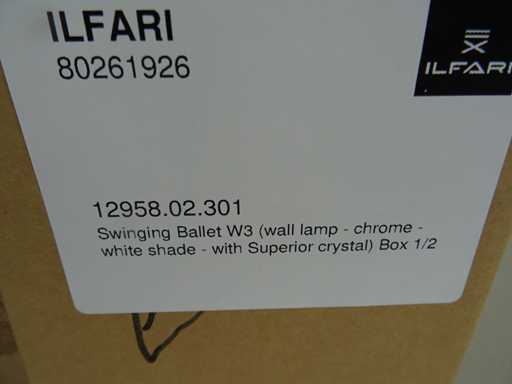 ILFARI
80261926
ILFARI
12958.02.301
Swinging Ballet W3 (wall lamp - chrome -
white shade - with Superior crystal) Box 1/2